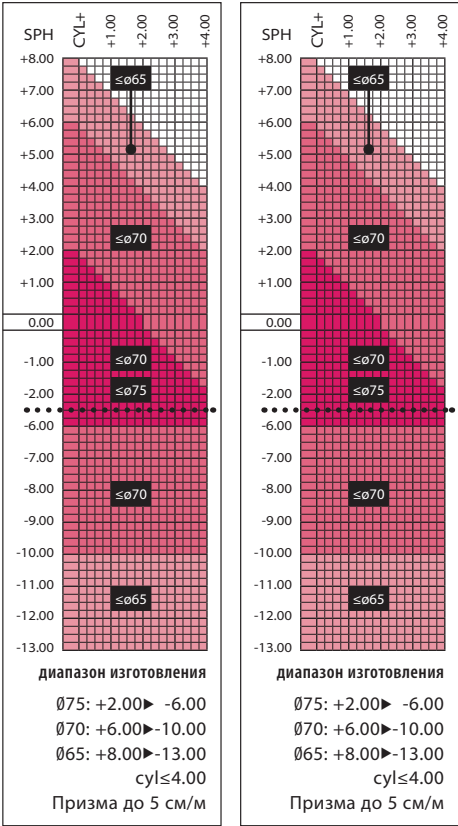 SPH CYL+ +1.00 +2.00 +3.00 +4.00
+8.00
≤ø65
+7.00
+6.00
+5.00
+4.00
+3.00
≤ø70
+2.00
+1.00
0.00
-1.00
≤ø70
-2.00
≤ø75
-6.00
-7.00
-8.00
≤ø70
-9.00
-10.00
-11.00
≤ø65
-12.00
-13.00
диапазон изготовления
Ø75: +2.00▶ -6.00
Ø70: +6.00▶-10.00
Ø65: +8.00▶-13.00
cyl≤4.00
Призма до 5 см/м
SPH CYL+ +1.00 +2.00 +3.00 +4.00
+8.00
≤ø65
+7.00
+6.00
+5.00
+4.00
+3.00
≤ø70
+2.00
+1.00
0.00
-1.00
≤ø70
-2.00
≤ø75
-6.00
-7.00
-8.00
≤ø70
-9.00
-10.00
-11.00
≤ø65
-12.00
-13.00
диапазон изготовления
Ø75: +2.00▶ -6.00
Ø70: +6.00▶-10.00
Ø65: +8.00▶-13.00
cyl≤4.00
Призма до 5 см/м